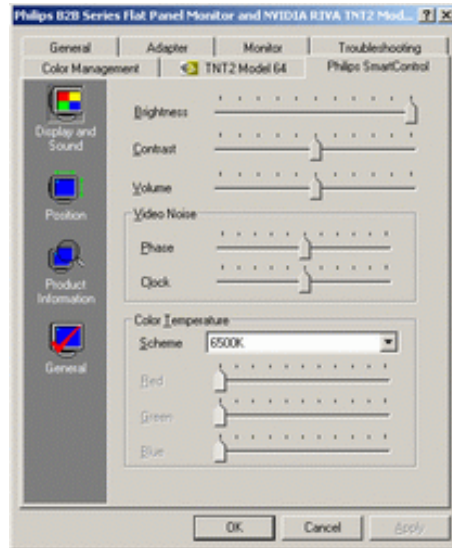 Philips B2B Series Flat Panel Monitor and NVIDIA RIVA TNT2 Mod...
General Adapter Monitor Troubleshooting
Color Management TNT2 Model 64 Philips SmartControl
Display and Sound
Position
Product Information
General
Brightness
Contrast
Volume
Video Noise
Phase
Clock
Color Temperature
Scheme 6500K
Red
Green
Blue
OK Cancel Apply